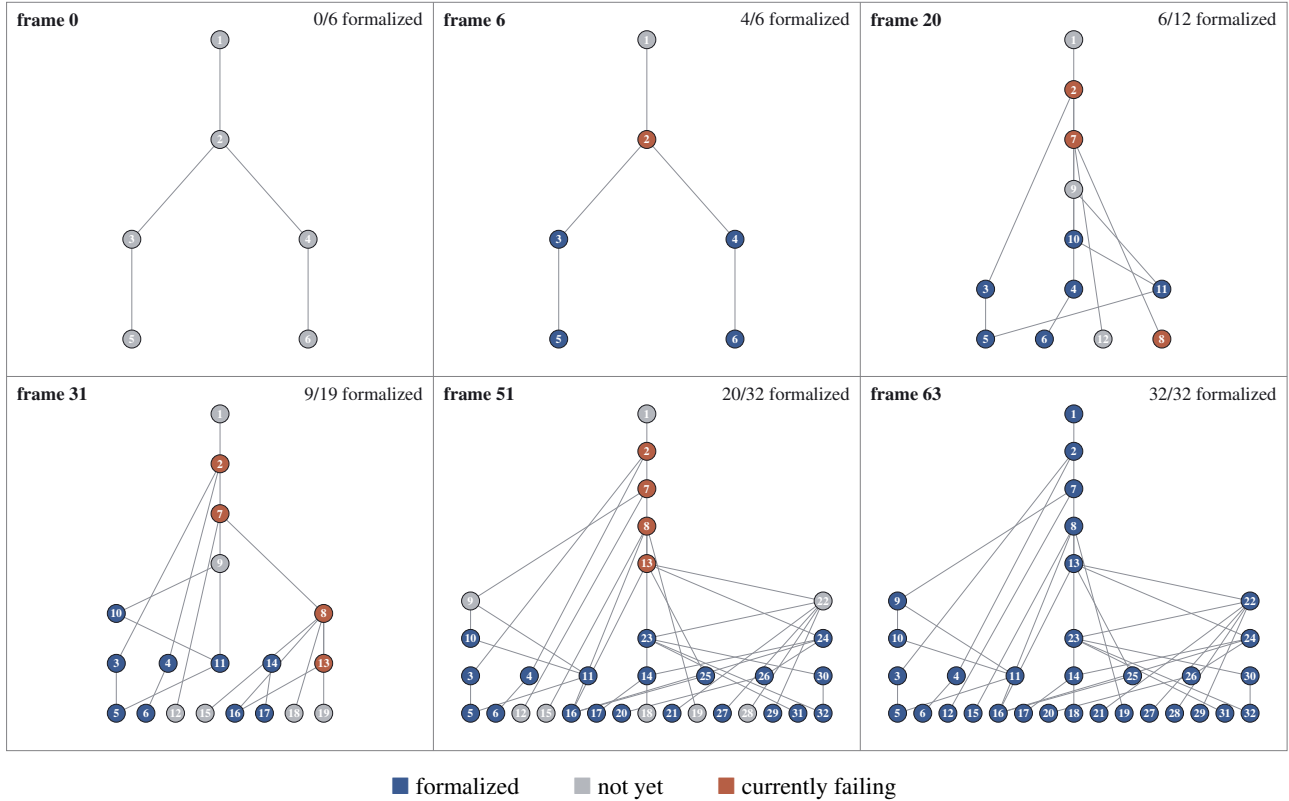 frame 0 0/6 formalized
1
2
3 4
5 6
frame 6 4/6 formalized
1
2
3 4
5 6
frame 20 6/12 formalized
1
2
7
9
10
3 4 11
5 6 12 8
frame 31 9/19 formalized
1
2
7
9
10 8
3 4 11 14 13
5 6 12 15 16 17 18 19
frame 51 20/32 formalized
1
2
7
8
13
9 22
10 23 24
3 4 11 14 25 26 30
5 6 12 15 16 17 20 18 21 19 27 28 29 31 32
frame 63 32/32 formalized
1
2
7
8
13
9 22
10 23 24
3 4 11 14 25 26 30
5 6 12 15 16 17 20 18 21 19 27 28 29 31 32
formalized not yet currently failing